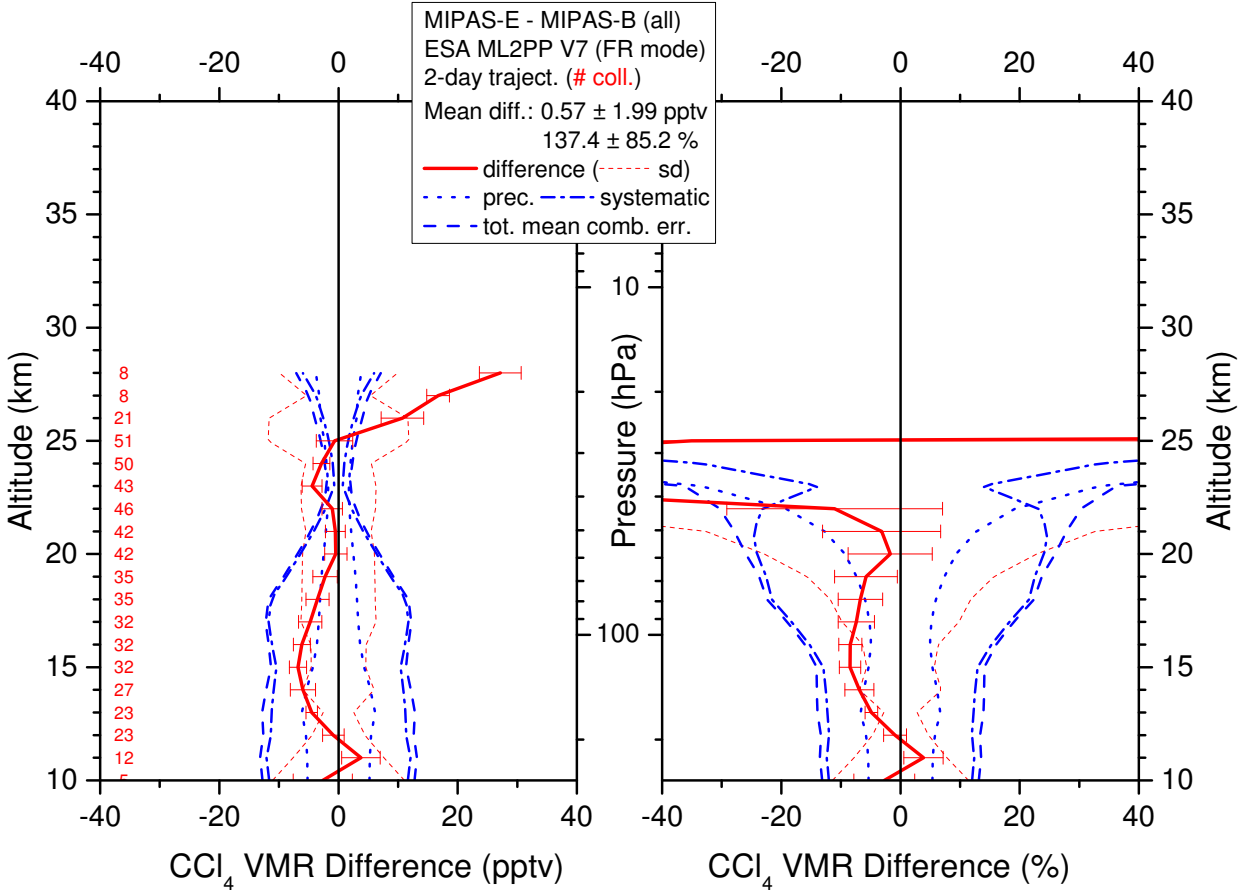 MIPAS-E - MIPAS-B (all)
ESA ML2PP V7 (FR mode)
2-day traject. (# coll.)
Mean diff.: 0.57 ± 1.99 pptv
137.4 ± 85.2 %
difference ( sd)
prec. systematic
tot. mean comb. err.
-40 -20 0
-20 0 20 40
40
35
30
25
20
15
10
Altitude (km)
8
8
21
51
50
43
46
42
42
35
35
32
32
32
27
23
23
12
5
-40 -20 0 20 40
CCl4 VMR Difference (pptv)
10
100
Pressure (hPa)
40
35
30
25
20
15
10
Altitude (km)
-40 -20 0 20 40
CCl4 VMR Difference (%)